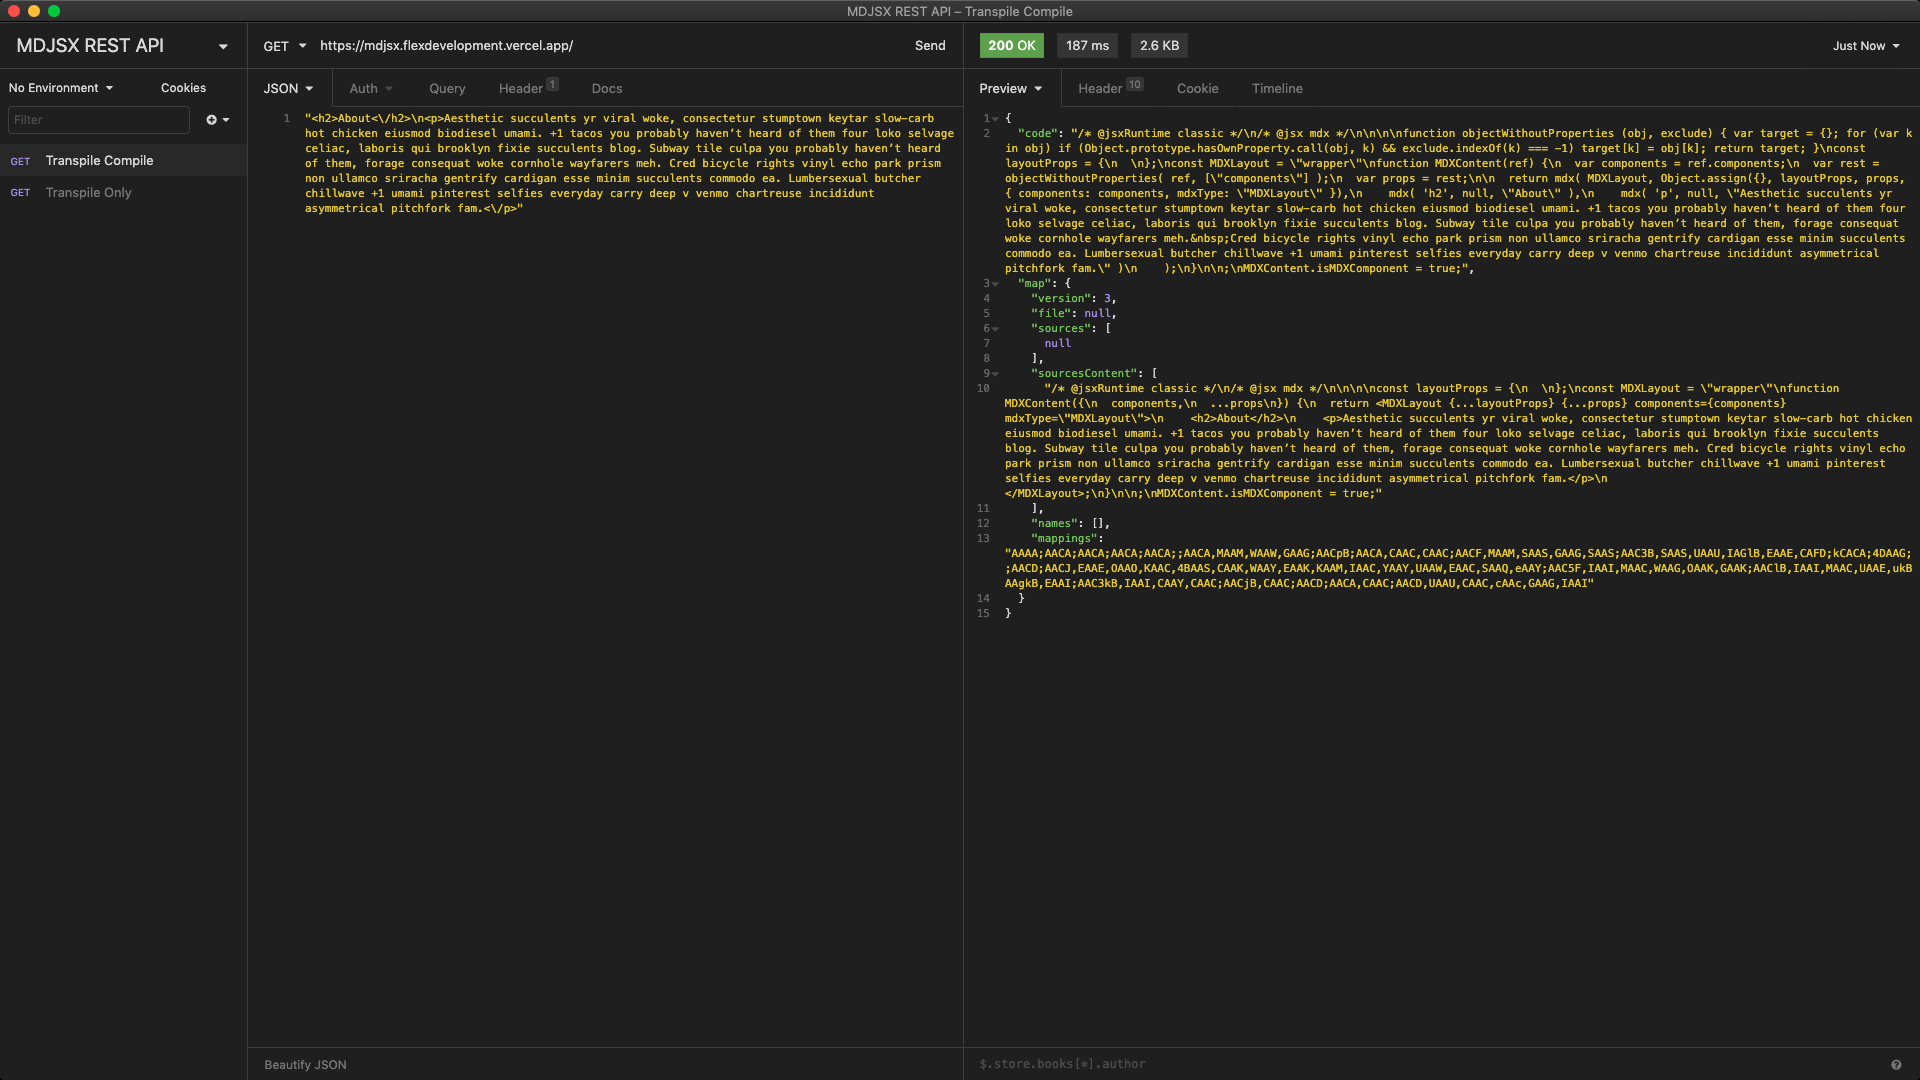 MDJSX REST API – Transpile Compile
MDJSX REST API
GET
https://mdjsx.flexdevelopment.vercel.app/
Send
200 OK
187 ms
2.6 KB
Just Now
No Environment
Cookies
JSON
Auth
Query
Header 1
Docs
Preview
Header 10
Cookie
Timeline
Filter
GET Transpile Compile
GET Transpile Only
1 "<h2>About<\/h2>\n<p>Aesthetic succulents yr viral woke, consectetur stumptown keytar slow-carb
hot chicken eiusmod biodiesel umami. +1 tacos you probably haven’t heard of them four loko selvage
celiac, laboris qui brooklyn fixie succulents blog. Subway tile culpa you probably haven’t heard
of them, forage consequat woke cornhole wayfarers meh. Cred bicycle rights vinyl echo park prism
non ullamco sriracha gentrify cardigan esse minim succulents commodo ea. Lumbersexual butcher
chillwave +1 umami pinterest selfies everyday carry deep v venmo chartreuse incididunt
asymmetrical pitchfork fam.<\/p>"
1 {
2 "code": "/* @jsxRuntime classic */\n/* @jsx mdx */\n\n\n\nfunction objectWithoutProperties (obj, exclude) { var target = {}; for (var k
in obj) if (Object.prototype.hasOwnProperty.call(obj, k) && exclude.indexOf(k) === -1) target[k] = obj[k]; return target; }\nconst
layoutProps = {\n  \n};\nconst MDXLayout = \"wrapper\"\nfunction MDXContent(ref) {\n  var components = ref.components;\n  var rest =
objectWithoutProperties( ref, [\"components\"] );\n  var props = rest;\n\n  return mdx( MDXLayout, Object.assign({}, layoutProps, props,
{ components: components, mdxType: \"MDXLayout\" }),\n    mdx( 'h2', null, \"About\" ),\n    mdx( 'p', null, \"Aesthetic succulents yr
viral woke, consectetur stumptown keytar slow-carb hot chicken eiusmod biodiesel umami. +1 tacos you probably haven’t heard of them four
loko selvage celiac, laboris qui brooklyn fixie succulents blog. Subway tile culpa you probably haven’t heard of them, forage consequat
woke cornhole wayfarers meh.&nbsp;Cred bicycle rights vinyl echo park prism non ullamco sriracha gentrify cardigan esse minim succulents
commodo ea. Lumbersexual butcher chillwave +1 umami pinterest selfies everyday carry deep v venmo chartreuse incididunt asymmetrical
pitchfork fam.\" )\n    );\n}\n\n;\nMDXContent.isMDXComponent = true;",
3 "map": {
4 "version": 3,
5 "file": null,
6 "sources": [
7 null
8 ],
9 "sourcesContent": [
10 "/* @jsxRuntime classic */\n/* @jsx mdx */\n\n\n\nconst layoutProps = {\n  \n};\nconst MDXLayout = \"wrapper\"\nfunction
MDXContent({\n  components,\n  ...props\n}) {\n  return <MDXLayout {...layoutProps} {...props} components={components}
mdxType=\"MDXLayout\">\n    <h2>About</h2>\n    <p>Aesthetic succulents yr viral woke, consectetur stumptown keytar slow-carb hot chicken
eiusmod biodiesel umami. +1 tacos you probably haven’t heard of them four loko selvage celiac, laboris qui brooklyn fixie succulents
blog. Subway tile culpa you probably haven’t heard of them, forage consequat woke cornhole wayfarers meh. Cred bicycle rights vinyl echo
park prism non ullamco sriracha gentrify cardigan esse minim succulents commodo ea. Lumbersexual butcher chillwave +1 umami pinterest
selfies everyday carry deep v venmo chartreuse incididunt asymmetrical pitchfork fam.</p>\n
</MDXLayout>;\n}\n\n;\nMDXContent.isMDXComponent = true;"
11 ],
12 "names": [],
13 "mappings":
"AAAA;AACA;AACA;AACA;AACA;;AACA,MAAM,WAAW,GAAG;AACpB;AACA,CAAC,CAAC;AACF,MAAM,SAAS,GAAG,SAAS;AAC3B,SAAS,UAAU,IAGlB,EAAE,CAFD;kCACA;4DAAG;
;AACD;AACJ,EAAE,OAAO,KAAC,4BAAS,CAAK,WAAY,EAAK,KAAM,IAAC,YAAY,UAAW,EAAC,SAAQ,eAAY;AAC5F,IAAI,MAAC,WAAG,OAAK,GAAK;AAClB,IAAI,MAAC,UAAE,ukB
AAgkB,EAAI;AAC3kB,IAAI,CAAY,CAAC;AACjB,CAAC;AACD;AACA,CAAC;AACD,UAAU,CAAC,cAAc,GAAG,IAAI"
14 }
15 }
Beautify JSON
$.store.books[*].author